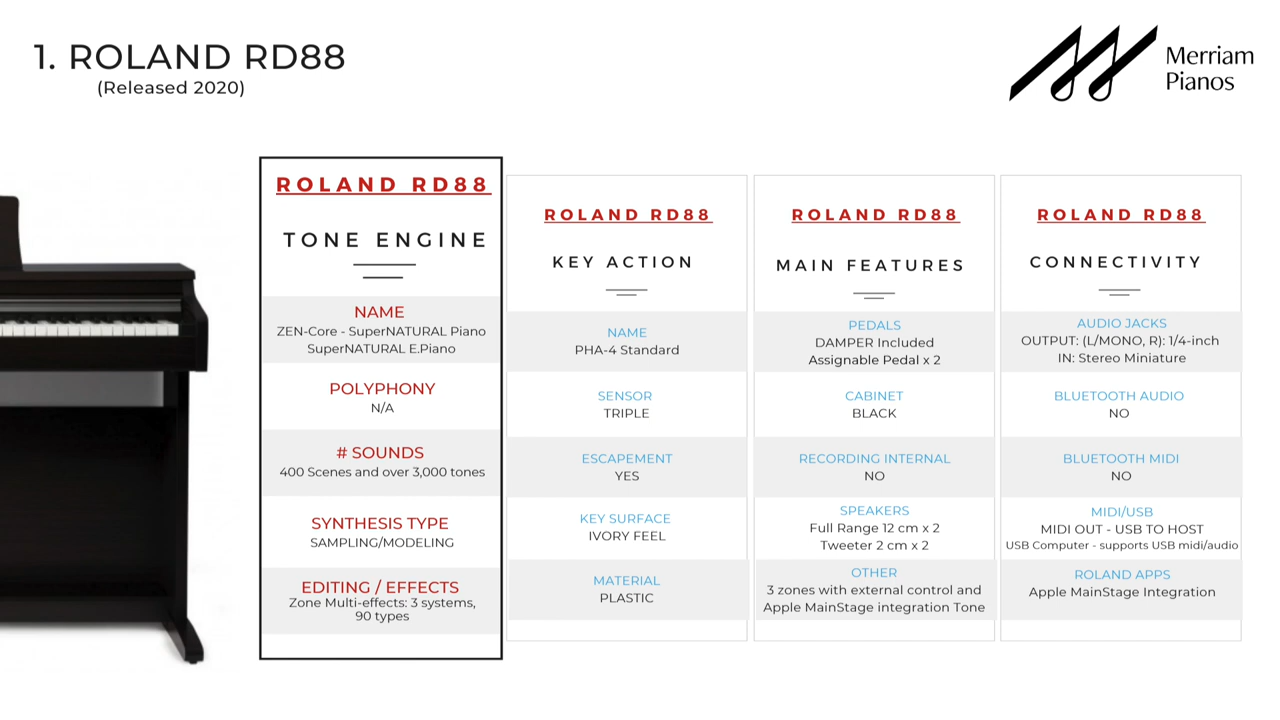 1. ROLAND RD88
(Released 2020)
Merriam
Pianos
ROLAND RD88
TONE ENGINE
NAME
ZEN-Core - SuperNATURAL Piano
SuperNATURAL E.Piano
POLYPHONY
N/A
# SOUNDS
400 Scenes and over 3,000 tones
SYNTHESIS TYPE
SAMPLING/MODELING
EDITING / EFFECTS
Zone Multi-effects: 3 systems,
90 types
ROLAND RD88
KEY ACTION
NAME
PHA-4 Standard
SENSOR
TRIPLE
ESCAPEMENT
YES
KEY SURFACE
IVORY FEEL
MATERIAL
PLASTIC
ROLAND RD88
MAIN FEATURES
PEDALS
DAMPER Included
Assignable Pedal x 2
CABINET
BLACK
RECORDING INTERNAL
NO
SPEAKERS
Full Range 12 cm x 2
Tweeter 2 cm x 2
OTHER
3 zones with external control and
Apple MainStage integration Tone
ROLAND RD88
CONNECTIVITY
AUDIO JACKS
OUTPUT: (L/MONO, R): 1/4-inch
IN: Stereo Miniature
BLUETOOTH AUDIO
NO
BLUETOOTH MIDI
NO
MIDI/USB
MIDI OUT - USB TO HOST
USB Computer - supports USB midi/audio
ROLAND APPS
Apple MainStage Integration